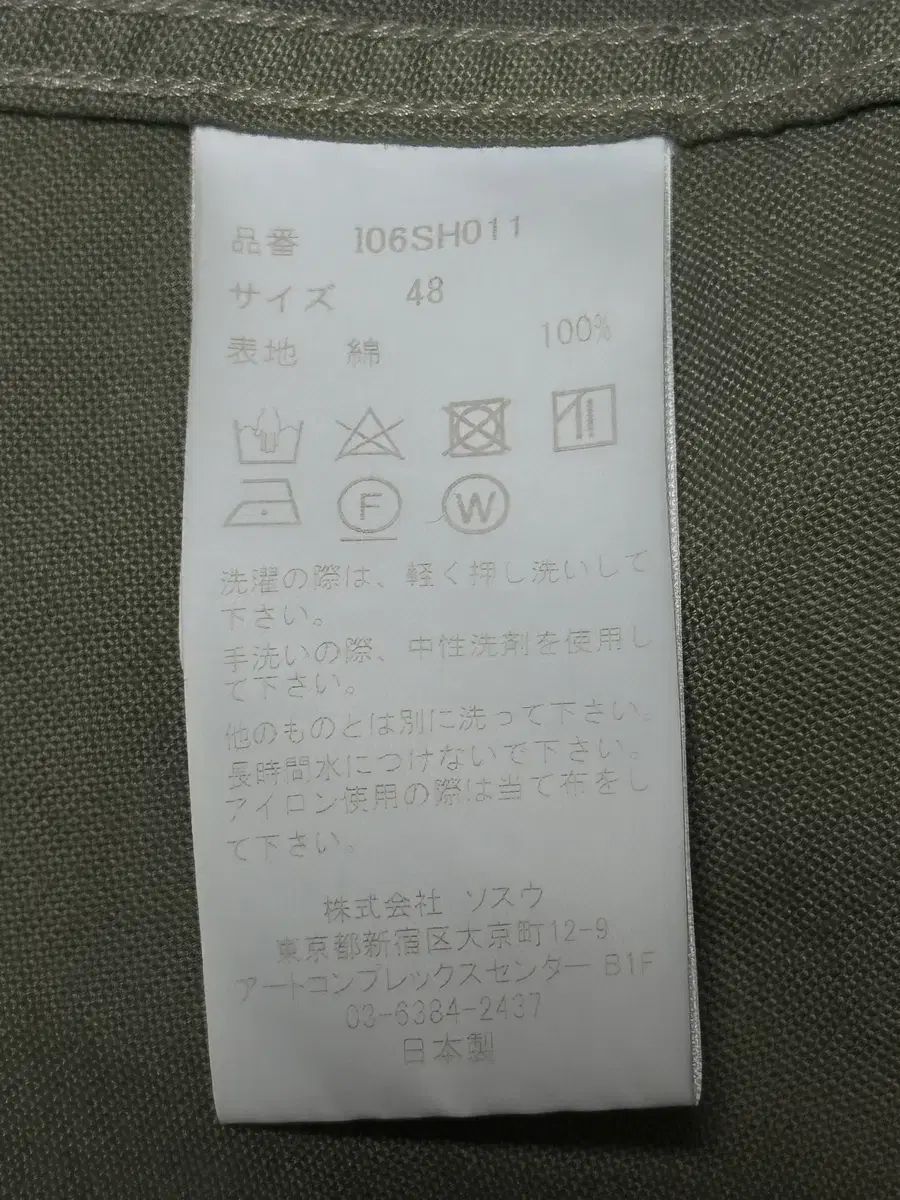 品番 I06SH011
サイズ 48
表地 綿 100%
F W
洗濯の際は、軽く押し洗いして
下さい。
手洗いの際、中性洗剤を使用し
て下さい。
他のものとは別に洗って下さい。
長時間水につけないで下さい。
アイロン使用の際は当て布をし
て下さい。
株式会社 ソスウ
東京都新宿区大京町12-9
アートコンプレックスセンター B1F
03-6384-2437
日本製